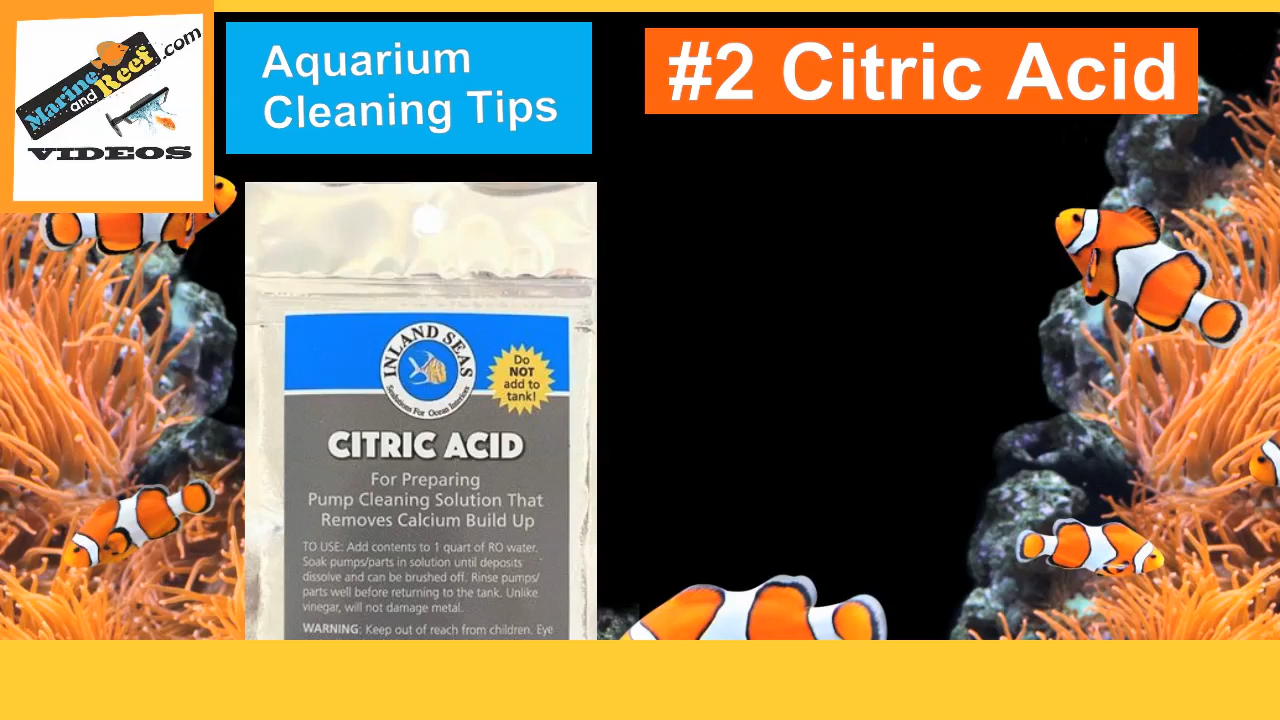 Marine and Reef .com
VIDEOS
Aquarium
Cleaning Tips
#2 Citric Acid
INLAND SEAS
Solutions For Ocean Interiors
Do
NOT
add to
tank!
CITRIC ACID
For Preparing
Pump Cleaning Solution That
Removes Calcium Build Up
TO USE: Add contents to 1 quart of RO water.
Soak pumps/parts in solution until deposits
dissolve and can be brushed off. Rinse pumps/
parts well before returning to the tank. Unlike
vinegar, will not damage metal.
WARNING: Keep out of reach from children. Eye